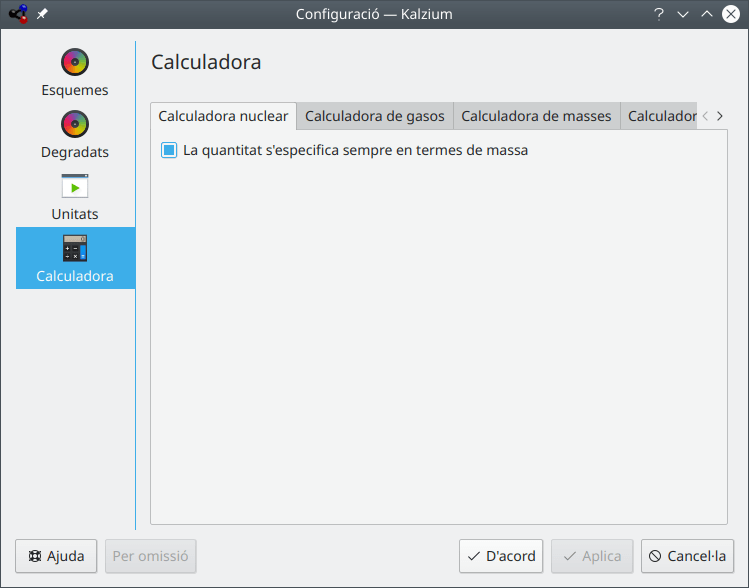 Configuració — Kalzium
Esquemes
Degradats
Unitats
Calculadora
Calculadora
Calculadora nuclear
Calculadora de gasos
Calculadora de masses
Calculador
La quantitat s'especifica sempre en termes de massa
Ajuda
Per omissió
D'acord
Aplica
Cancel·la